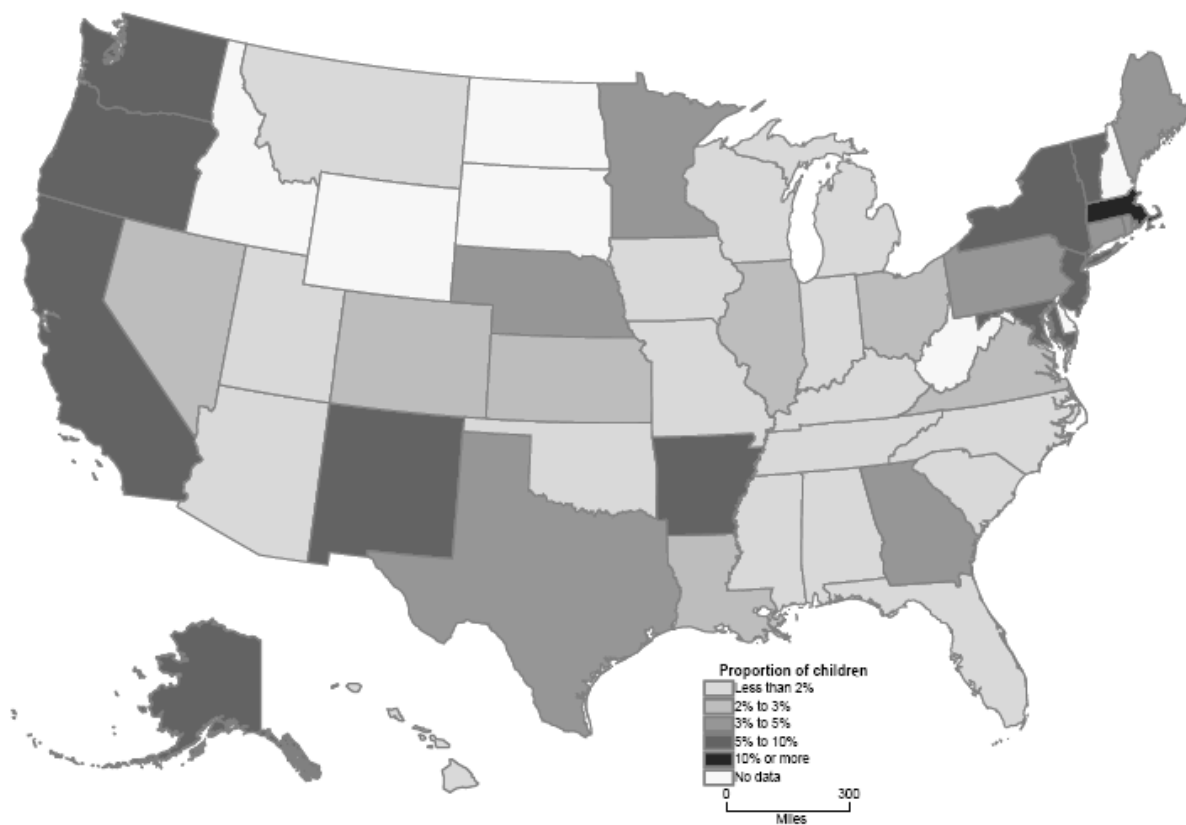 Proportion of children
Less than 2%
2% to 3%
3% to 5%
5% to 10%
10% or more
No data
0 300
Miles